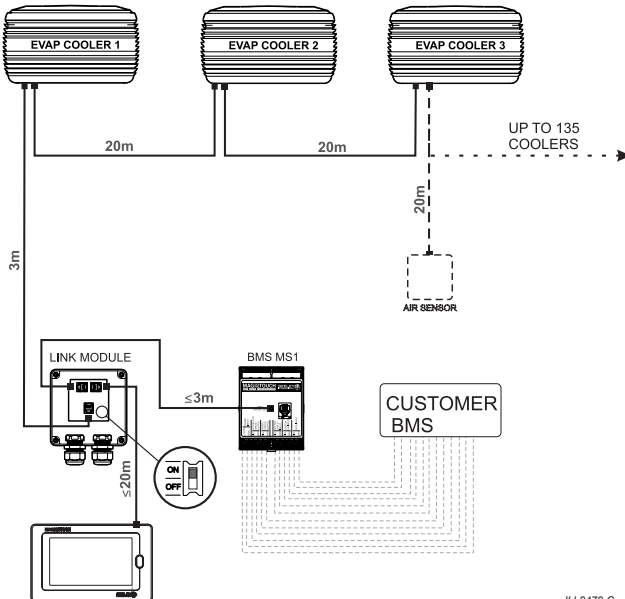 EVAP COOLER 1
EVAP COOLER 2
EVAP COOLER 3
20m
20m
UP TO 135
COOLERS
20m
3m
AIR SENSOR
LINK MODULE
BMS MS1
≤3m
CUSTOMER
BMS
ON
OFF
≤20m